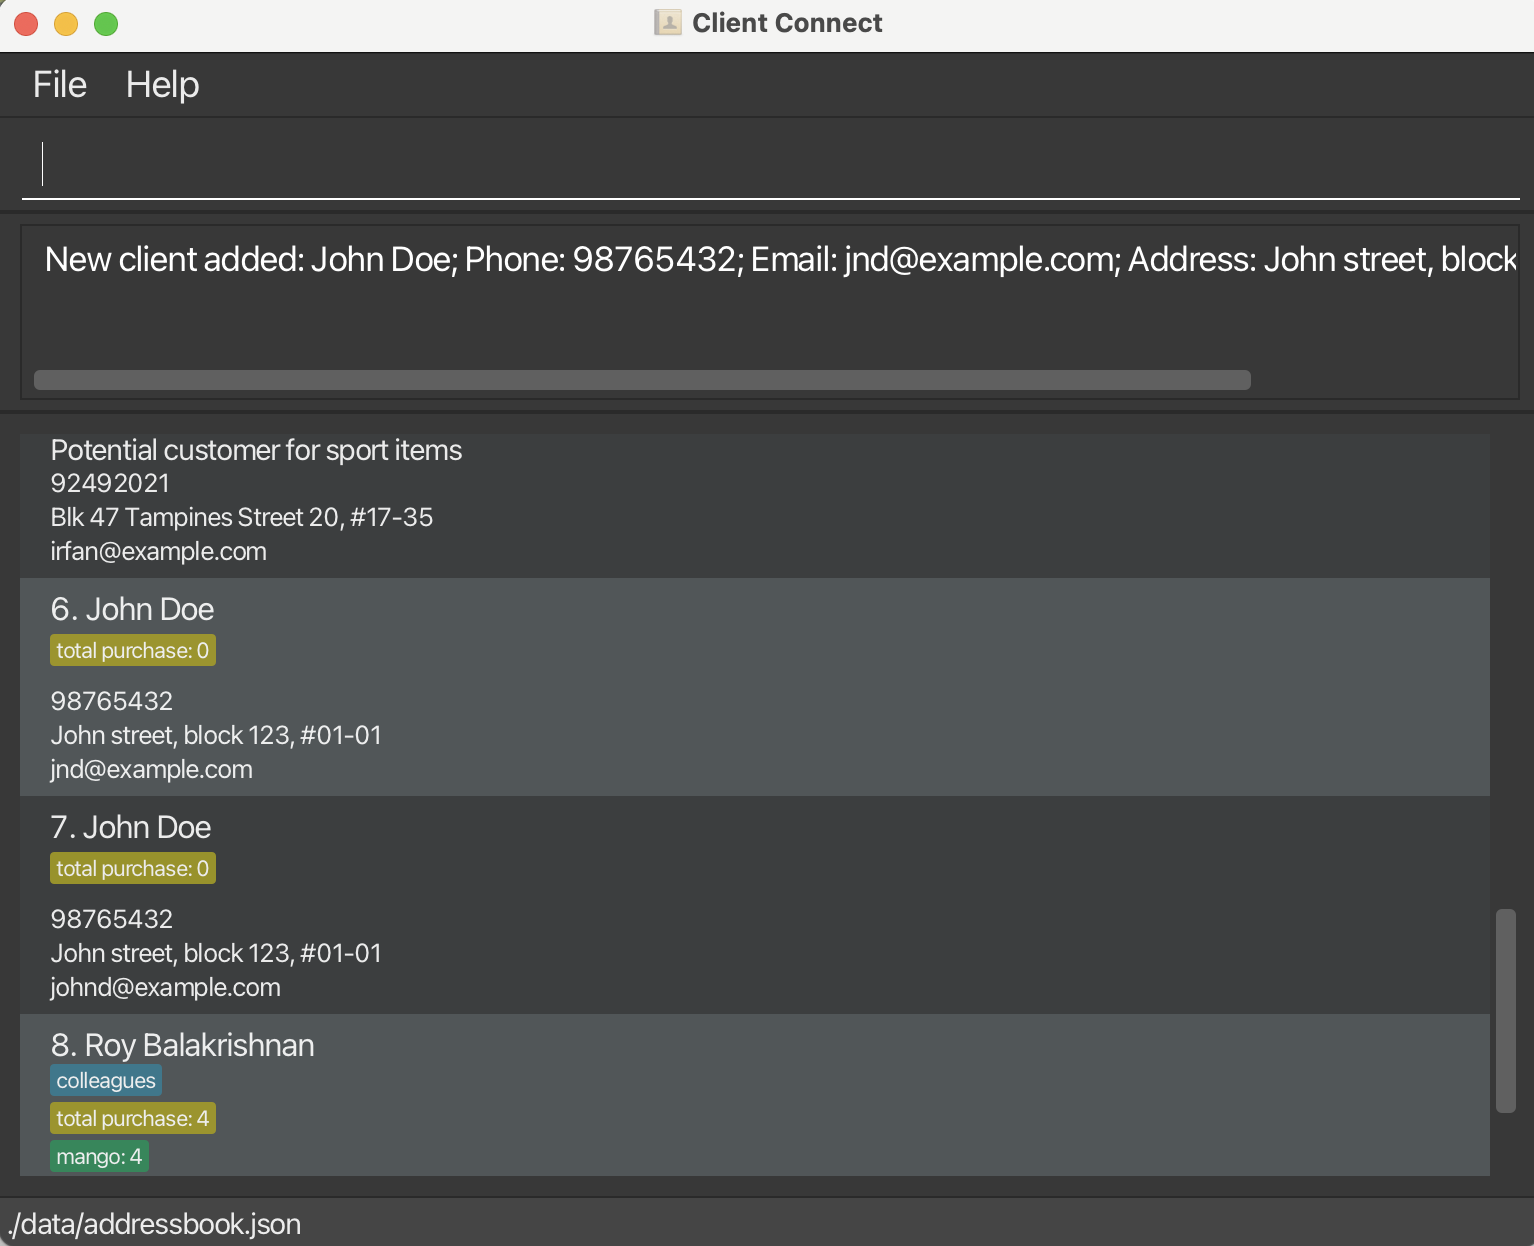 Client Connect
File Help
New client added: John Doe; Phone: 98765432; Email: jnd@example.com; Address: John street, block
Potential customer for sport items
92492021
Blk 47 Tampines Street 20, #17-35
irfan@example.com
6. John Doe
total purchase: 0
98765432
John street, block 123, #01-01
jnd@example.com
7. John Doe
total purchase: 0
98765432
John street, block 123, #01-01
johnd@example.com
8. Roy Balakrishnan
colleagues
total purchase: 4
mango: 4
./data/addressbook.json